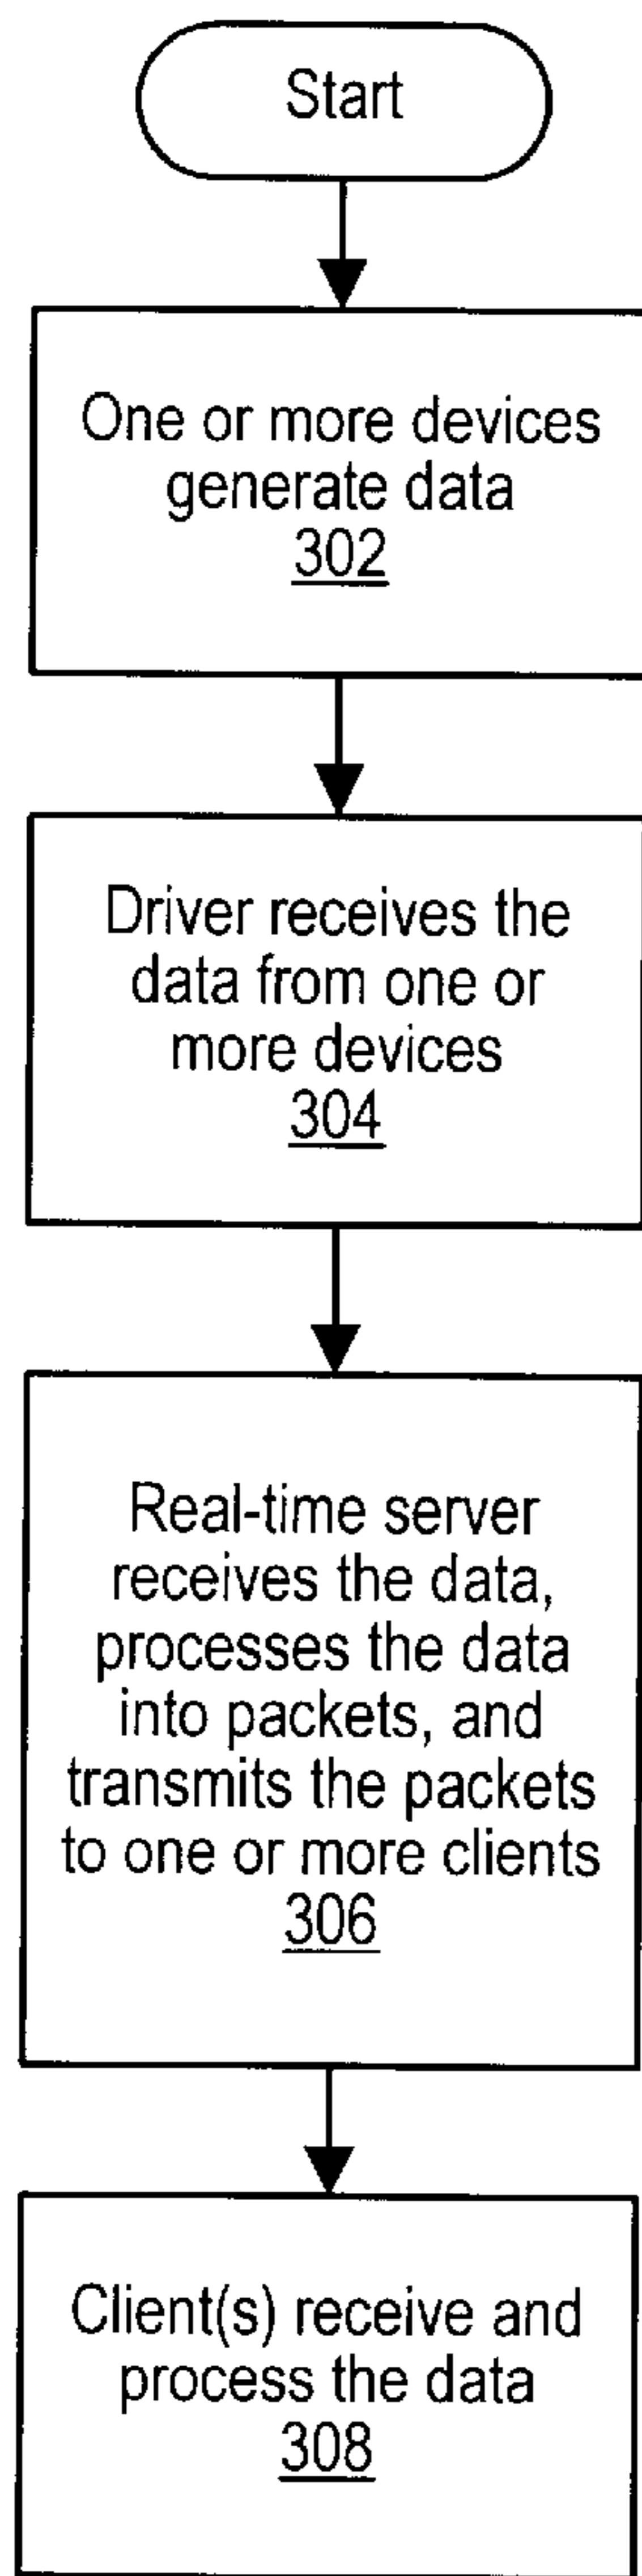 Start
One or more devices
generate data
302
Driver receives the
data from one or
more devices
304
Real-time server
receives the data,
processes the data
into packets, and
transmits the packets
to one or more clients
306
Client(s) receive and
process the data
308